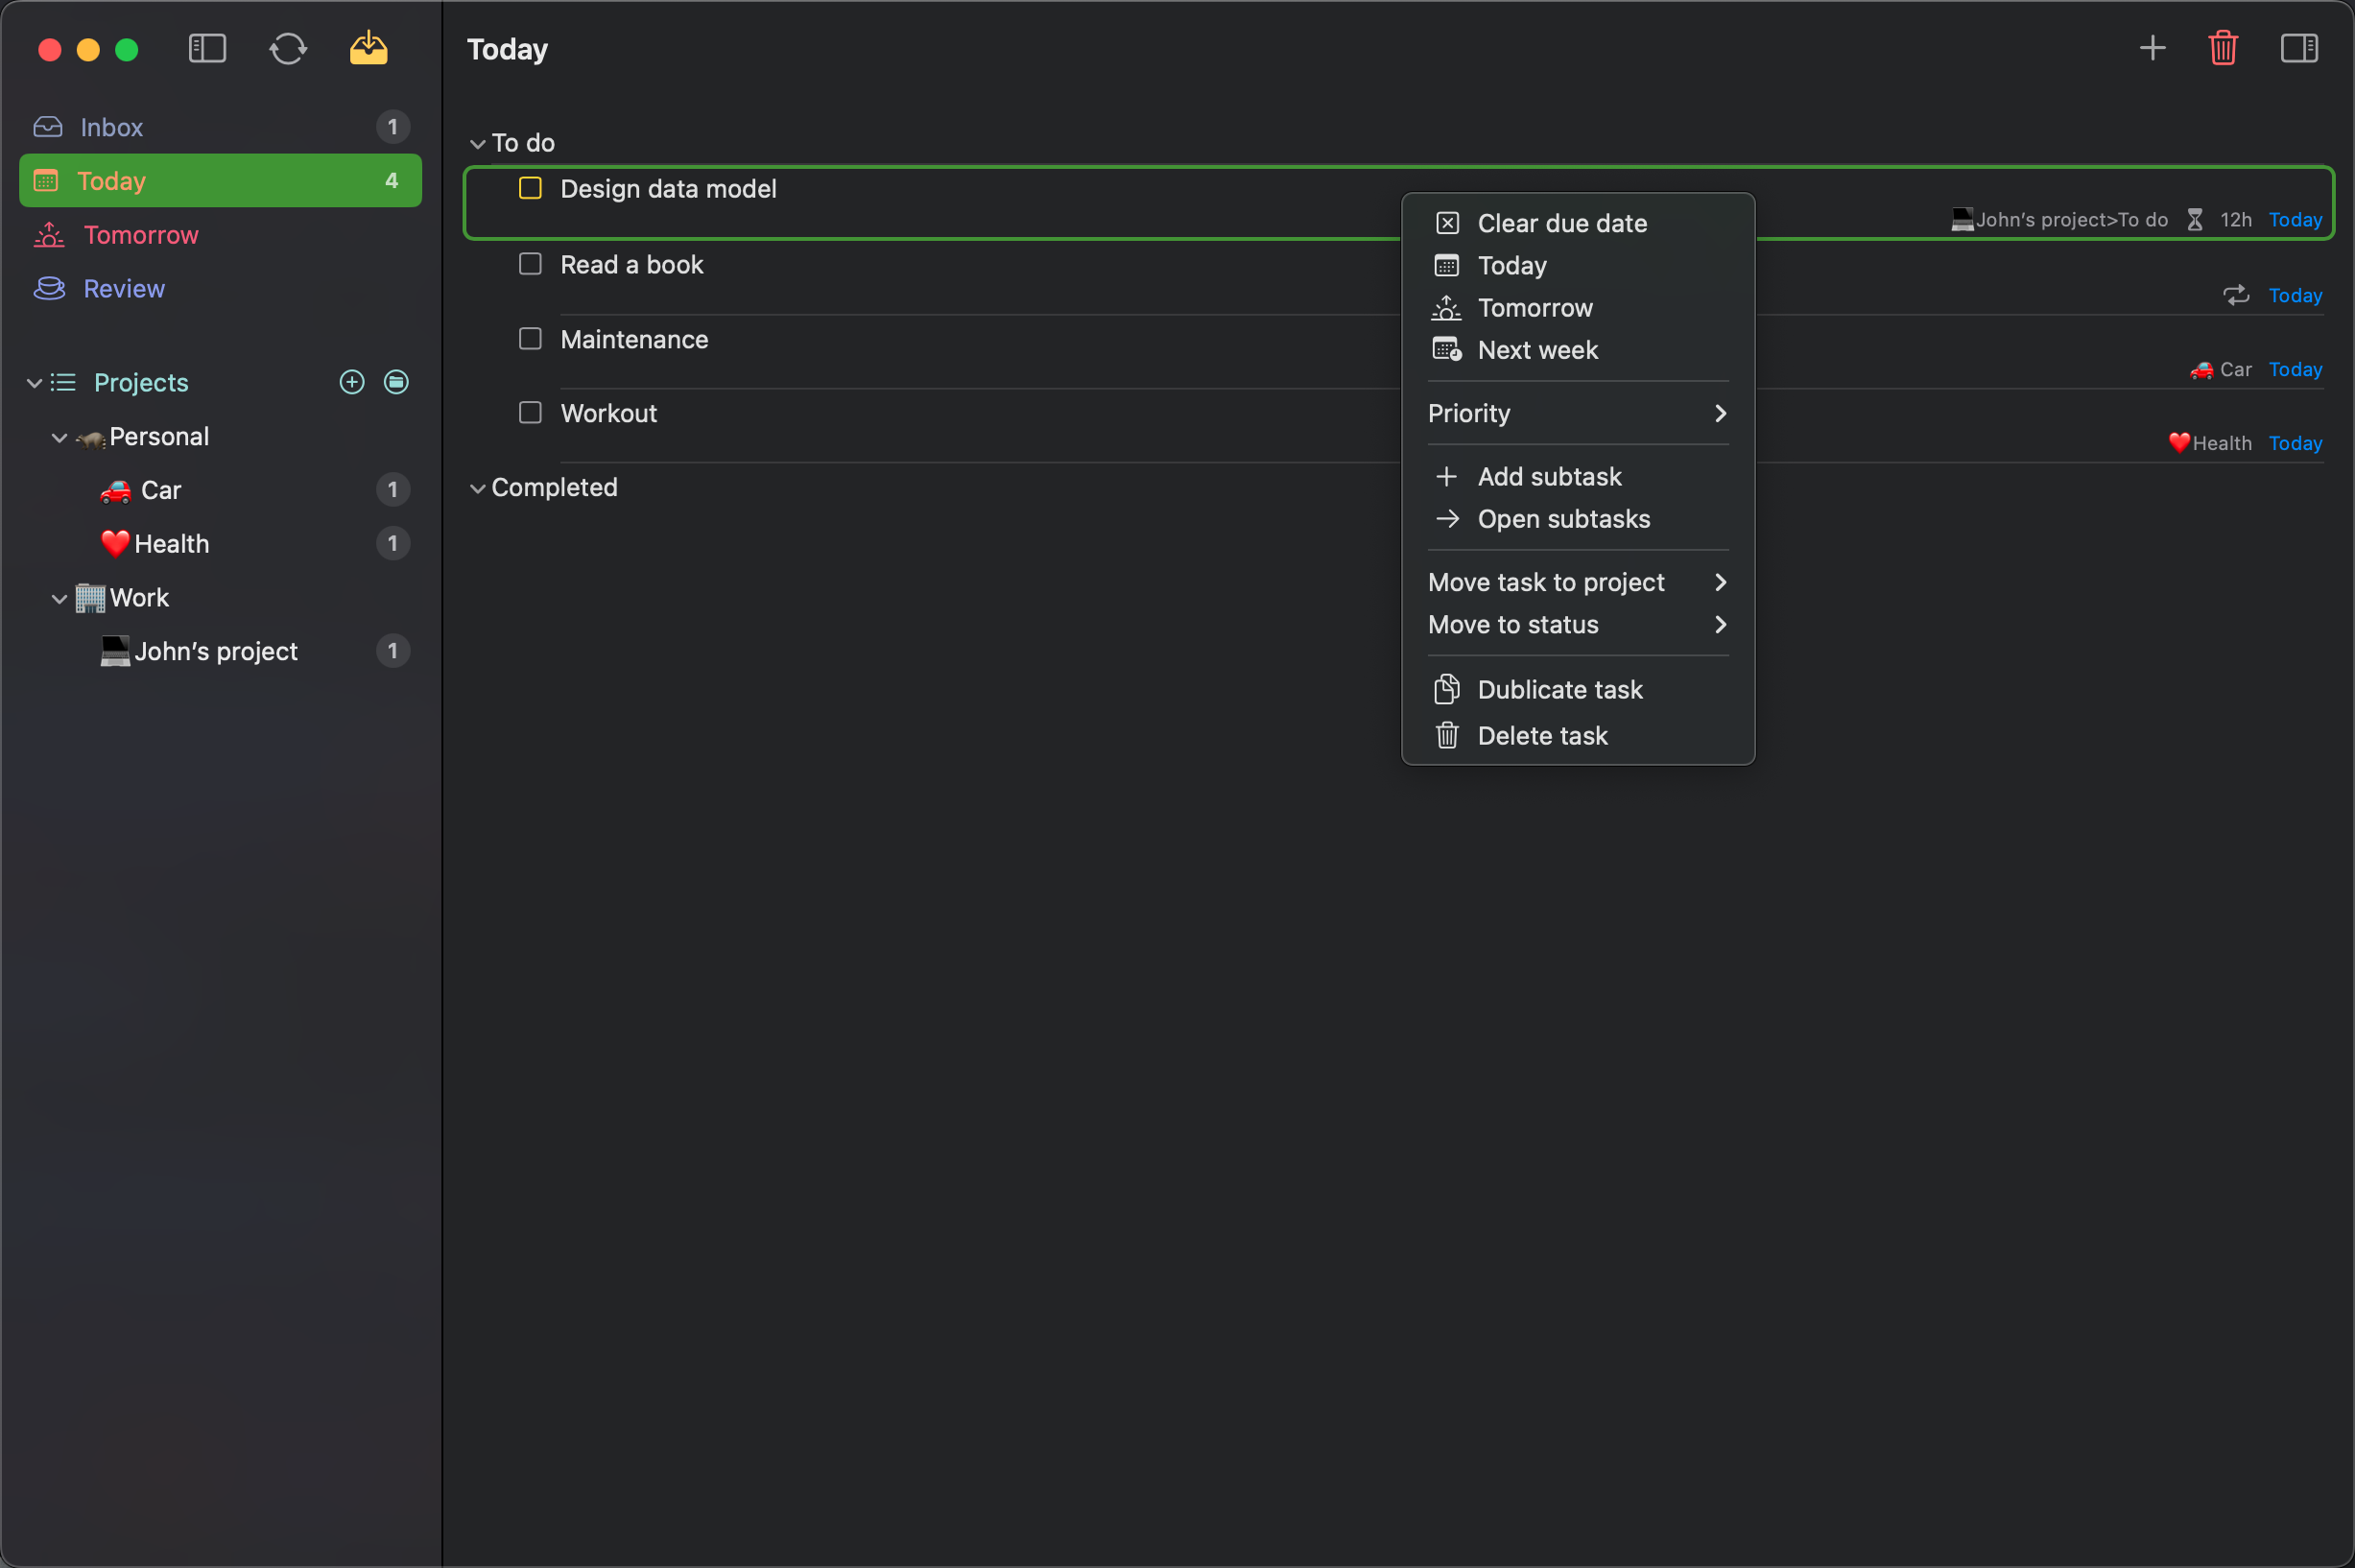 Inbox 1
Today 4
Tomorrow
Review
Projects
Personal
Car 1
Health 1
Work
John’s project 1
Today
To do
Design data model
John’s project>To do 12h Today
Read a book
Today
Maintenance
Car Today
Workout
Health Today
Completed
Clear due date
Today
Tomorrow
Next week
Priority
Add subtask
Open subtasks
Move task to project
Move to status
Dublicate task
Delete task